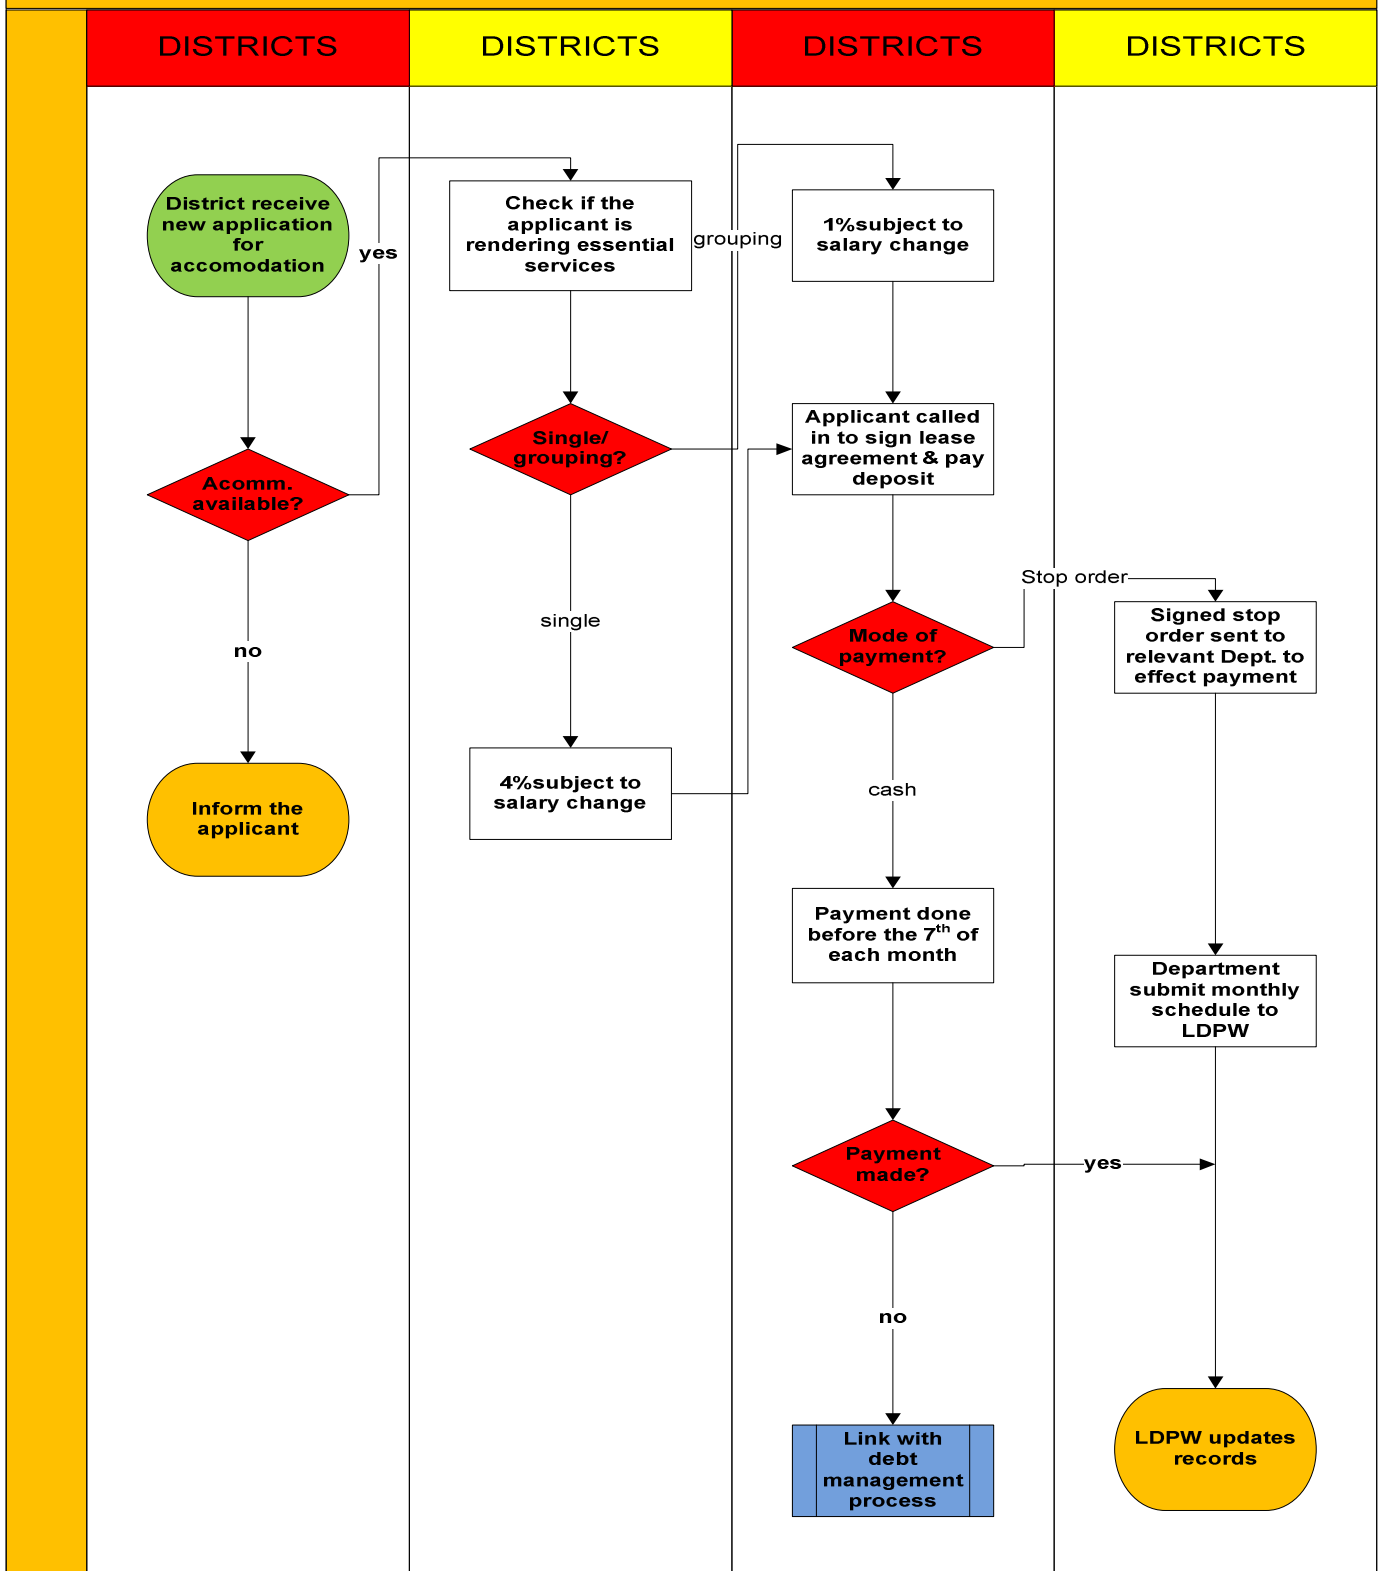 DISTRICTS
DISTRICTS
DISTRICTS
DISTRICTS
District receive
new application
for
accomodation
yes
Acomm.
available?
no
Inform the
applicant
Check if the
applicant is
rendering essential
services
grouping
Single/
grouping?
single
4%subject to
salary change
1%subject to
salary change
Applicant called
in to sign lease
agreement & pay
deposit
Mode of
payment?
Stop order
cash
Payment done
before the 7th of
each month
Payment
made?
yes
no
Link with
debt
management
process
Signed stop
order sent to
relevant Dept. to
effect payment
Department
submit monthly
schedule to
LDPW
LDPW updates
records